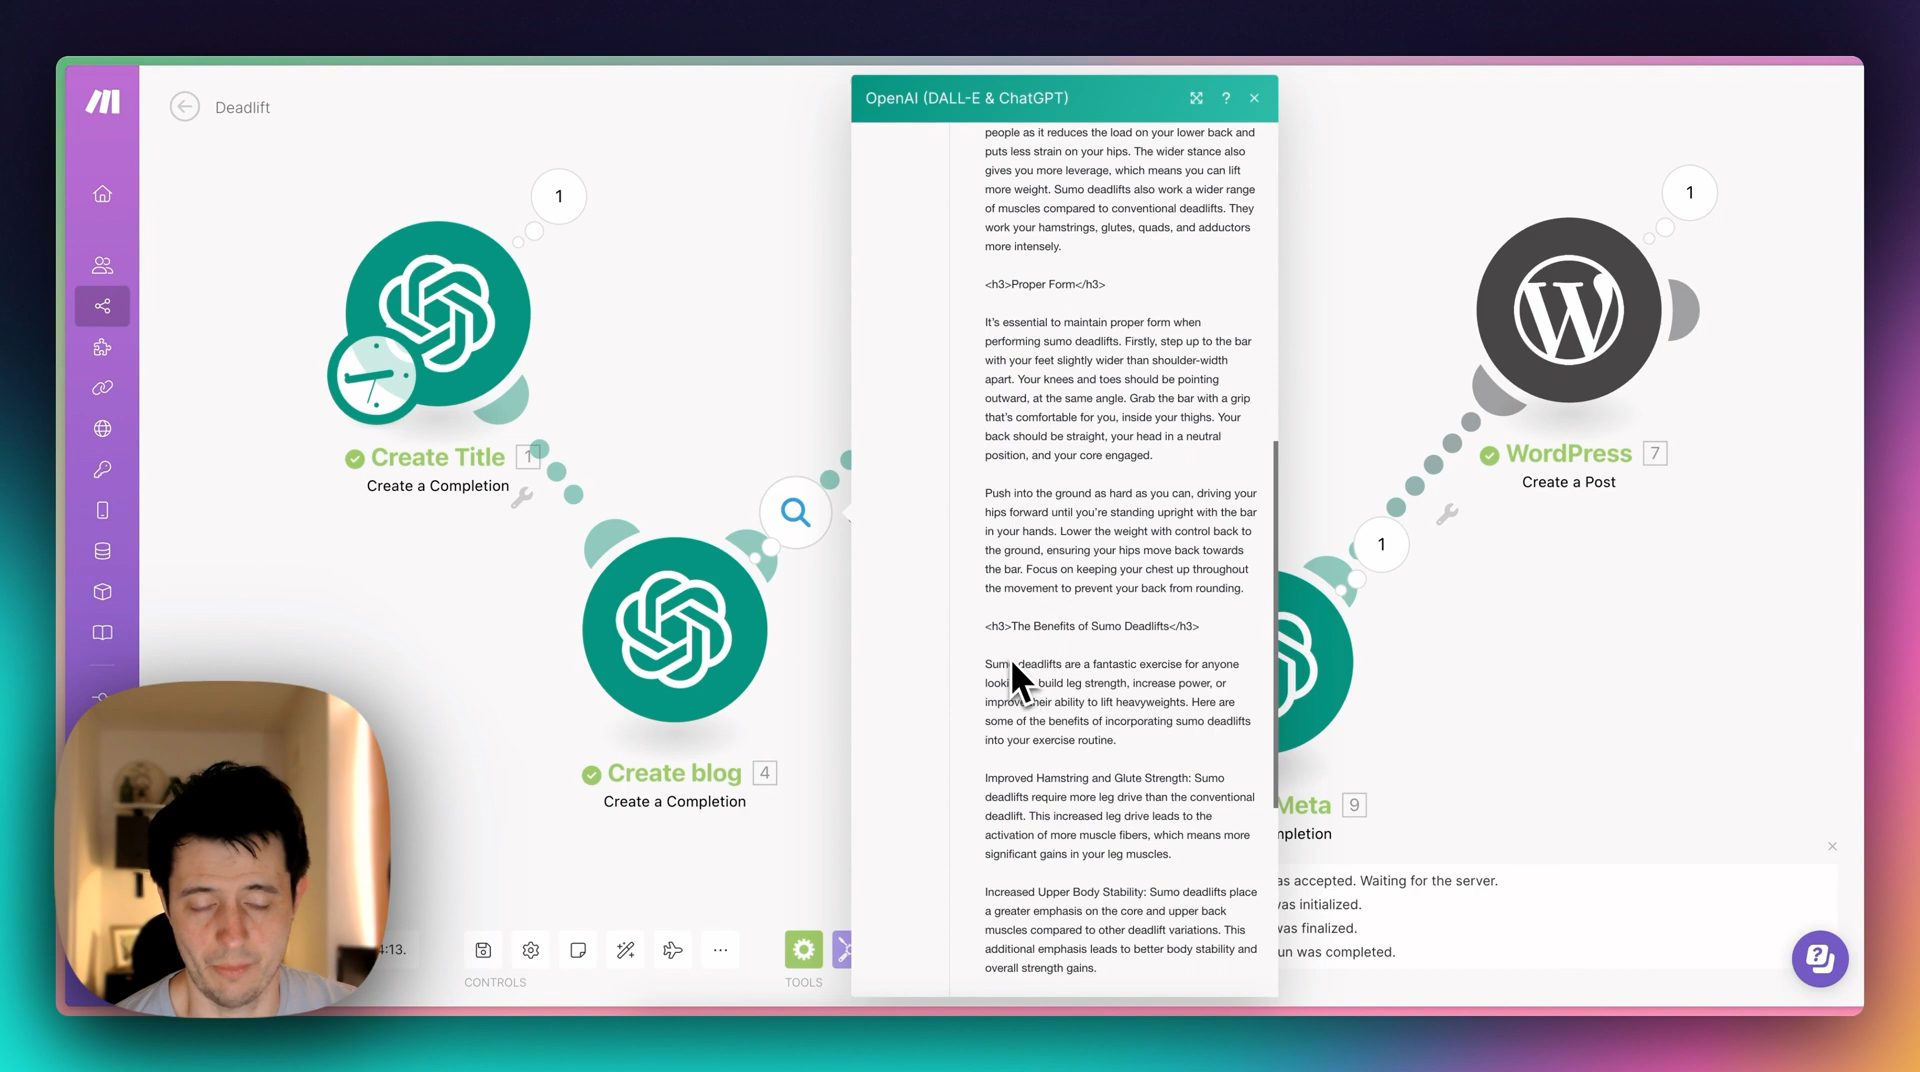 Deadlift
OpenAI (DALL-E & ChatGPT)
?
people as it reduces the load on your lower back and
puts less strain on your hips. The wider stance also
gives you more leverage, which means you can lift
more weight. Sumo deadlifts also work a wider range
of muscles compared to conventional deadlifts. They
work your hamstrings, glutes, quads, and adductors
more intensely.
<h3>Proper Form</h3>
It's essential to maintain proper form when
performing sumo deadlifts. Firstly, step up to the bar
with your feet slightly wider than shoulder-width
apart. Your knees and toes should be pointing
outward, at the same angle. Grab the bar with a grip
that's comfortable for you, inside your thighs. Your
back should be straight, your head in a neutral
position, and your core engaged.
Push into the ground as hard as you can, driving your
hips forward until you're standing upright with the bar
in your hands. Lower the weight with control back to
the ground, ensuring your hips move back towards
the bar. Focus on keeping your chest up throughout
the movement to prevent your back from rounding.
<h3>The Benefits of Sumo Deadlifts</h3>
Sumo deadlifts are a fantastic exercise for anyone
build leg strength, increase power, or
their ability to lift heavyweights. Here are
some of the benefits of incorporating sumo deadlifts
into your exercise routine.
Improved Hamstring and Glute Strength: Sumo
deadlifts require more leg drive than the conventional
deadlift. This increased leg drive leads to the
activation of more muscle fibers, which means more
significant gains in your leg muscles.
Increased Upper Body Stability: Sumo deadlifts place
a greater emphasis on the core and upper back
muscles compared to other deadlift variations. This
additional emphasis leads to better body stability and
overall strength gains.
1
Create Title 1
Create a Completion
Create blog 4
Create a Completion
1
Meta 9
mpletion
1
WordPress 7
Create a Post
as accepted. Waiting for the server.
was initialized.
was finalized.
un was completed.
4:13.
CONTROLS
TOOLS